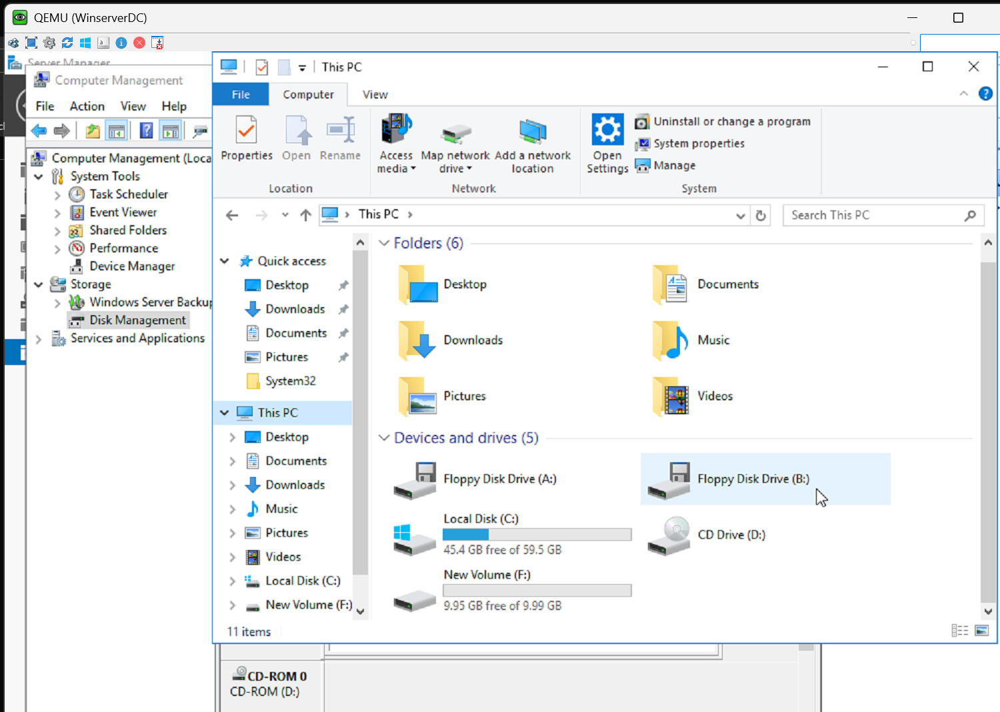 QEMU (WinserverDC)
Server Manager
Computer Management
File Action View Help
Computer Management (Loca
System Tools
Task Scheduler
Event Viewer
Shared Folders
Performance
Device Manager
Storage
Windows Server Backup
Disk Management
Services and Applications
This PC
File Computer View
Properties
Open
Rename
Location
Access
media
Map network
drive
Add a network
location
Network
Open
Settings
Uninstall or change a program
System properties
Manage
System
This PC
Search This PC
Quick access
Desktop
Downloads
Documents
Pictures
System32
This PC
Desktop
Documents
Downloads
Music
Pictures
Videos
Local Disk (C:)
New Volume (F:)
Folders (6)
Desktop
Documents
Downloads
Music
Pictures
Videos
Devices and drives (5)
Floppy Disk Drive (A:)
Floppy Disk Drive (B:)
Local Disk (C:)
45.4 GB free of 59.5 GB
CD Drive (D:)
New Volume (F:)
9.95 GB free of 9.99 GB
11 items
CD-ROM 0
CD-ROM (D:)